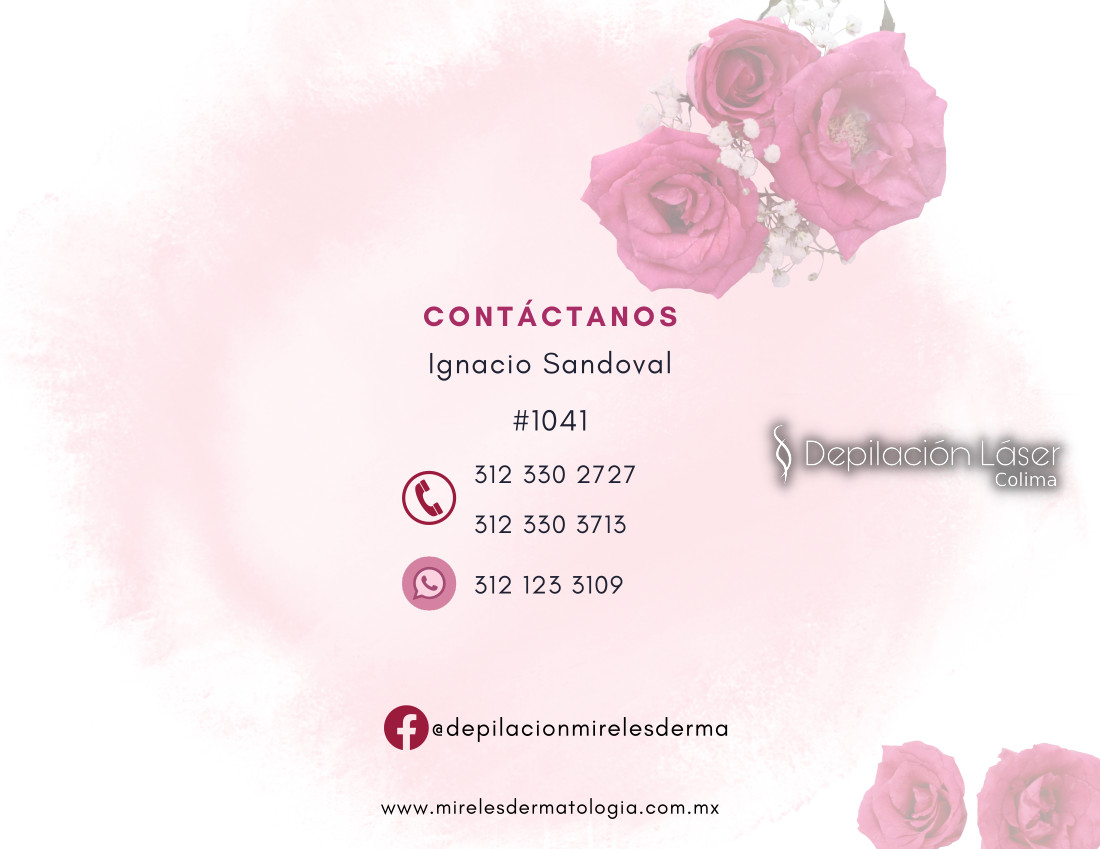 CONTÁCTANOS
Ignacio Sandoval
#1041
312 330 2727
312 330 3713
312 123 3109
Depilación Láser
Colima
@depilacionmirelesderma
www.mirelesdermatologia.com.mx